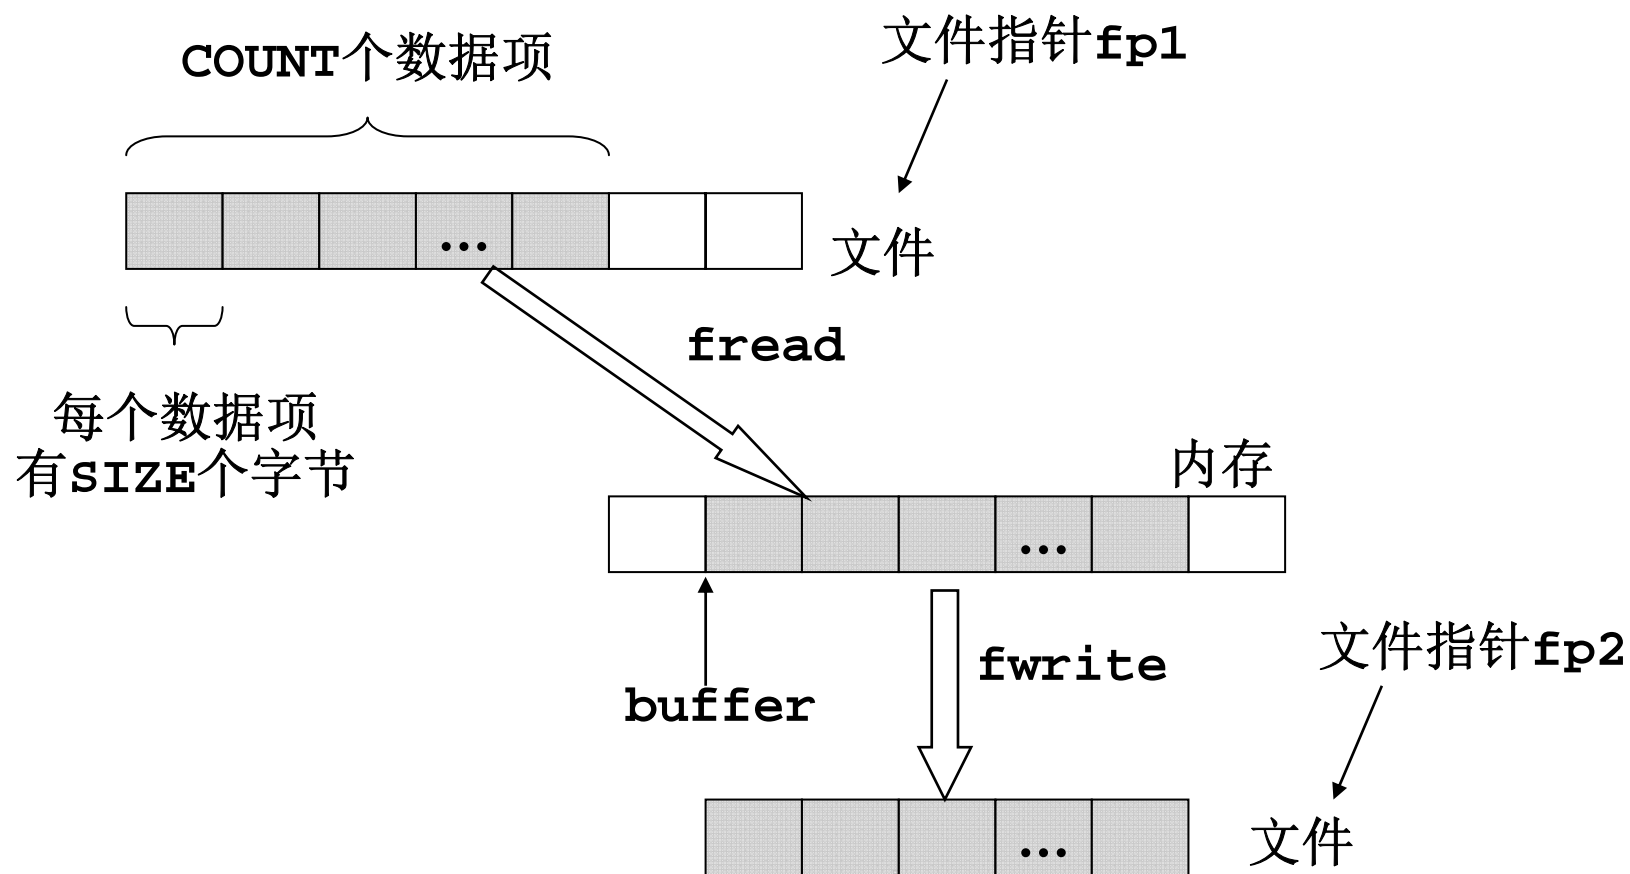 文件指针fp1
COUNT个数据项
...
文件
fread
每个数据项
有SIZE个字节
内存
...
buffer
fwrite
文件指针fp2
...
文件